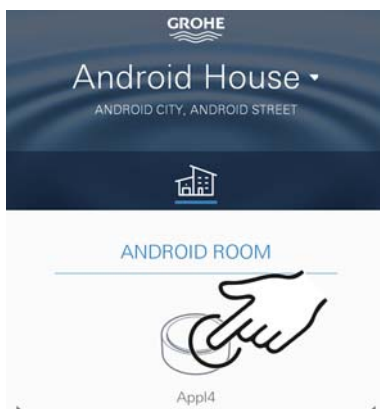 GROHE
Android House
ANDROID CITY, ANDROID STREET
ANDROID ROOM
Appl4